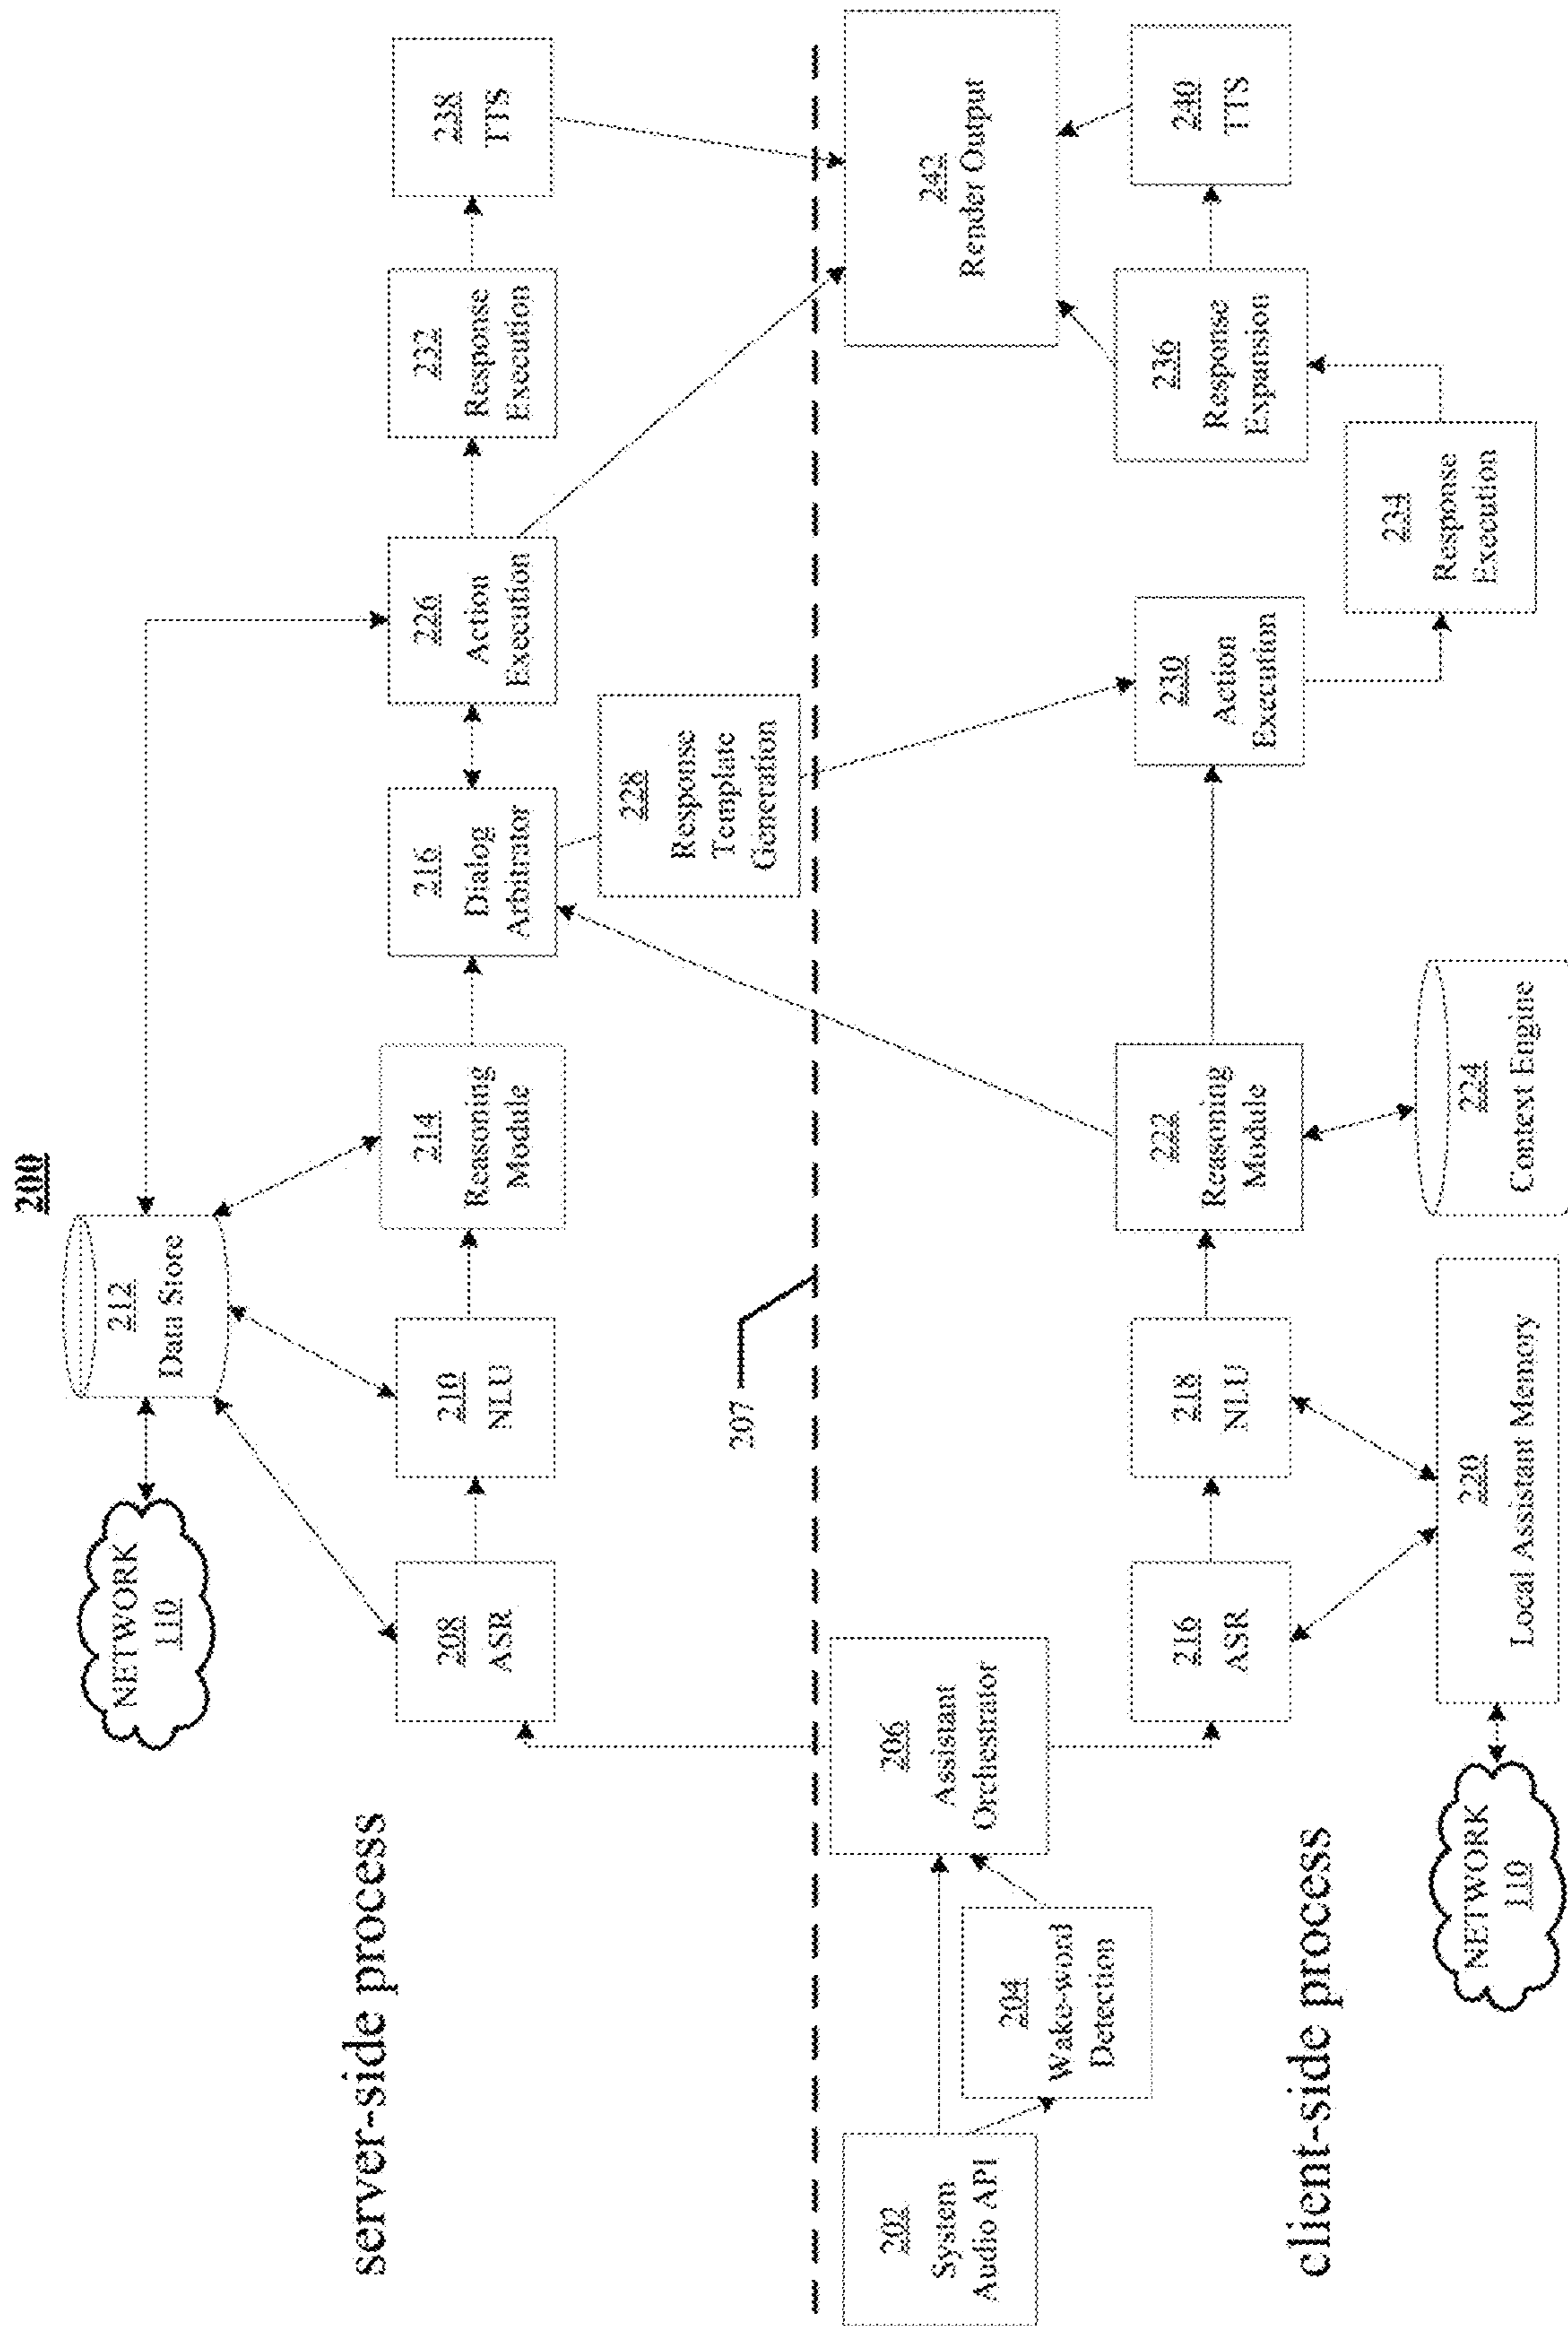 200
server-side process
NETWORK
110
212
Data Store
208
ASR
210
NLU
214
Reasoning
Module
216
Dialog
Arbitrator
226
Action
Execution
232
Response
Execution
238
TTS
228
Response
Template
Generation
207
202
System
Audio API
204
Wake-word
Detection
206
Assistant
Orchestrator
242
Render Output
client-side process
216
ASR
218
NLU
222
Reasoning
Module
230
Action
Execution
236
Response
Expansion
240
TTS
234
Response
Execution
NETWORK
110
220
Local Assistant Memory
224
Context Engine